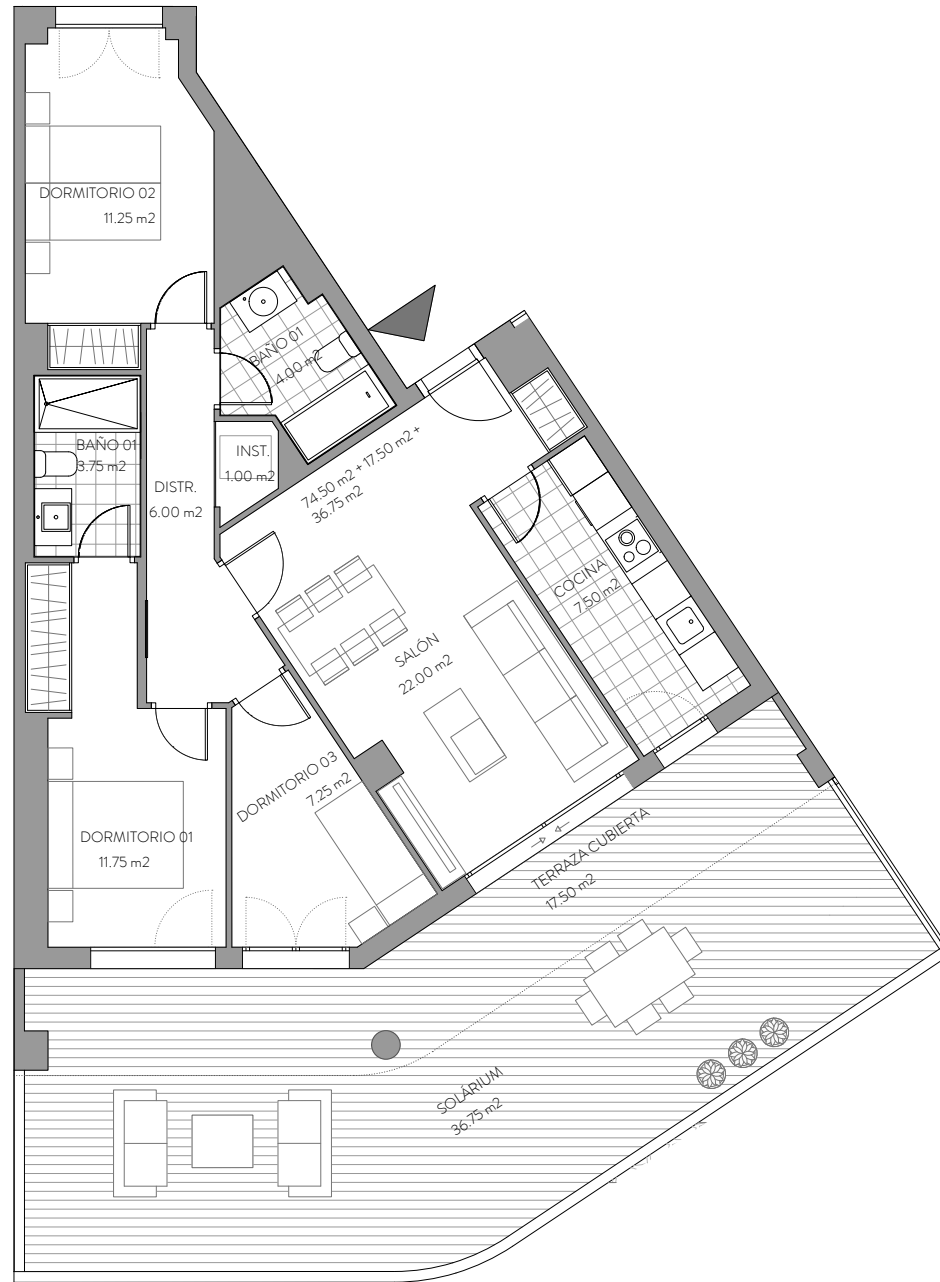 DORMITORIO 02
11.25 m2
BAÑO 01
4.00 m2
BAÑO 01
3.75 m2
INST.
1.00 m2
DISTR.
6.00 m2
74.50 m2 + 17.50 m2 +
36.75 m2
COCINA
7.50 m2
SALÓN
22.00 m2
DORMITORIO 03
7.25 m2
DORMITORIO 01
11.75 m2
TERRAZA CUBIERTA
17.50 m2
SOLÁRIUM
36.75 m2